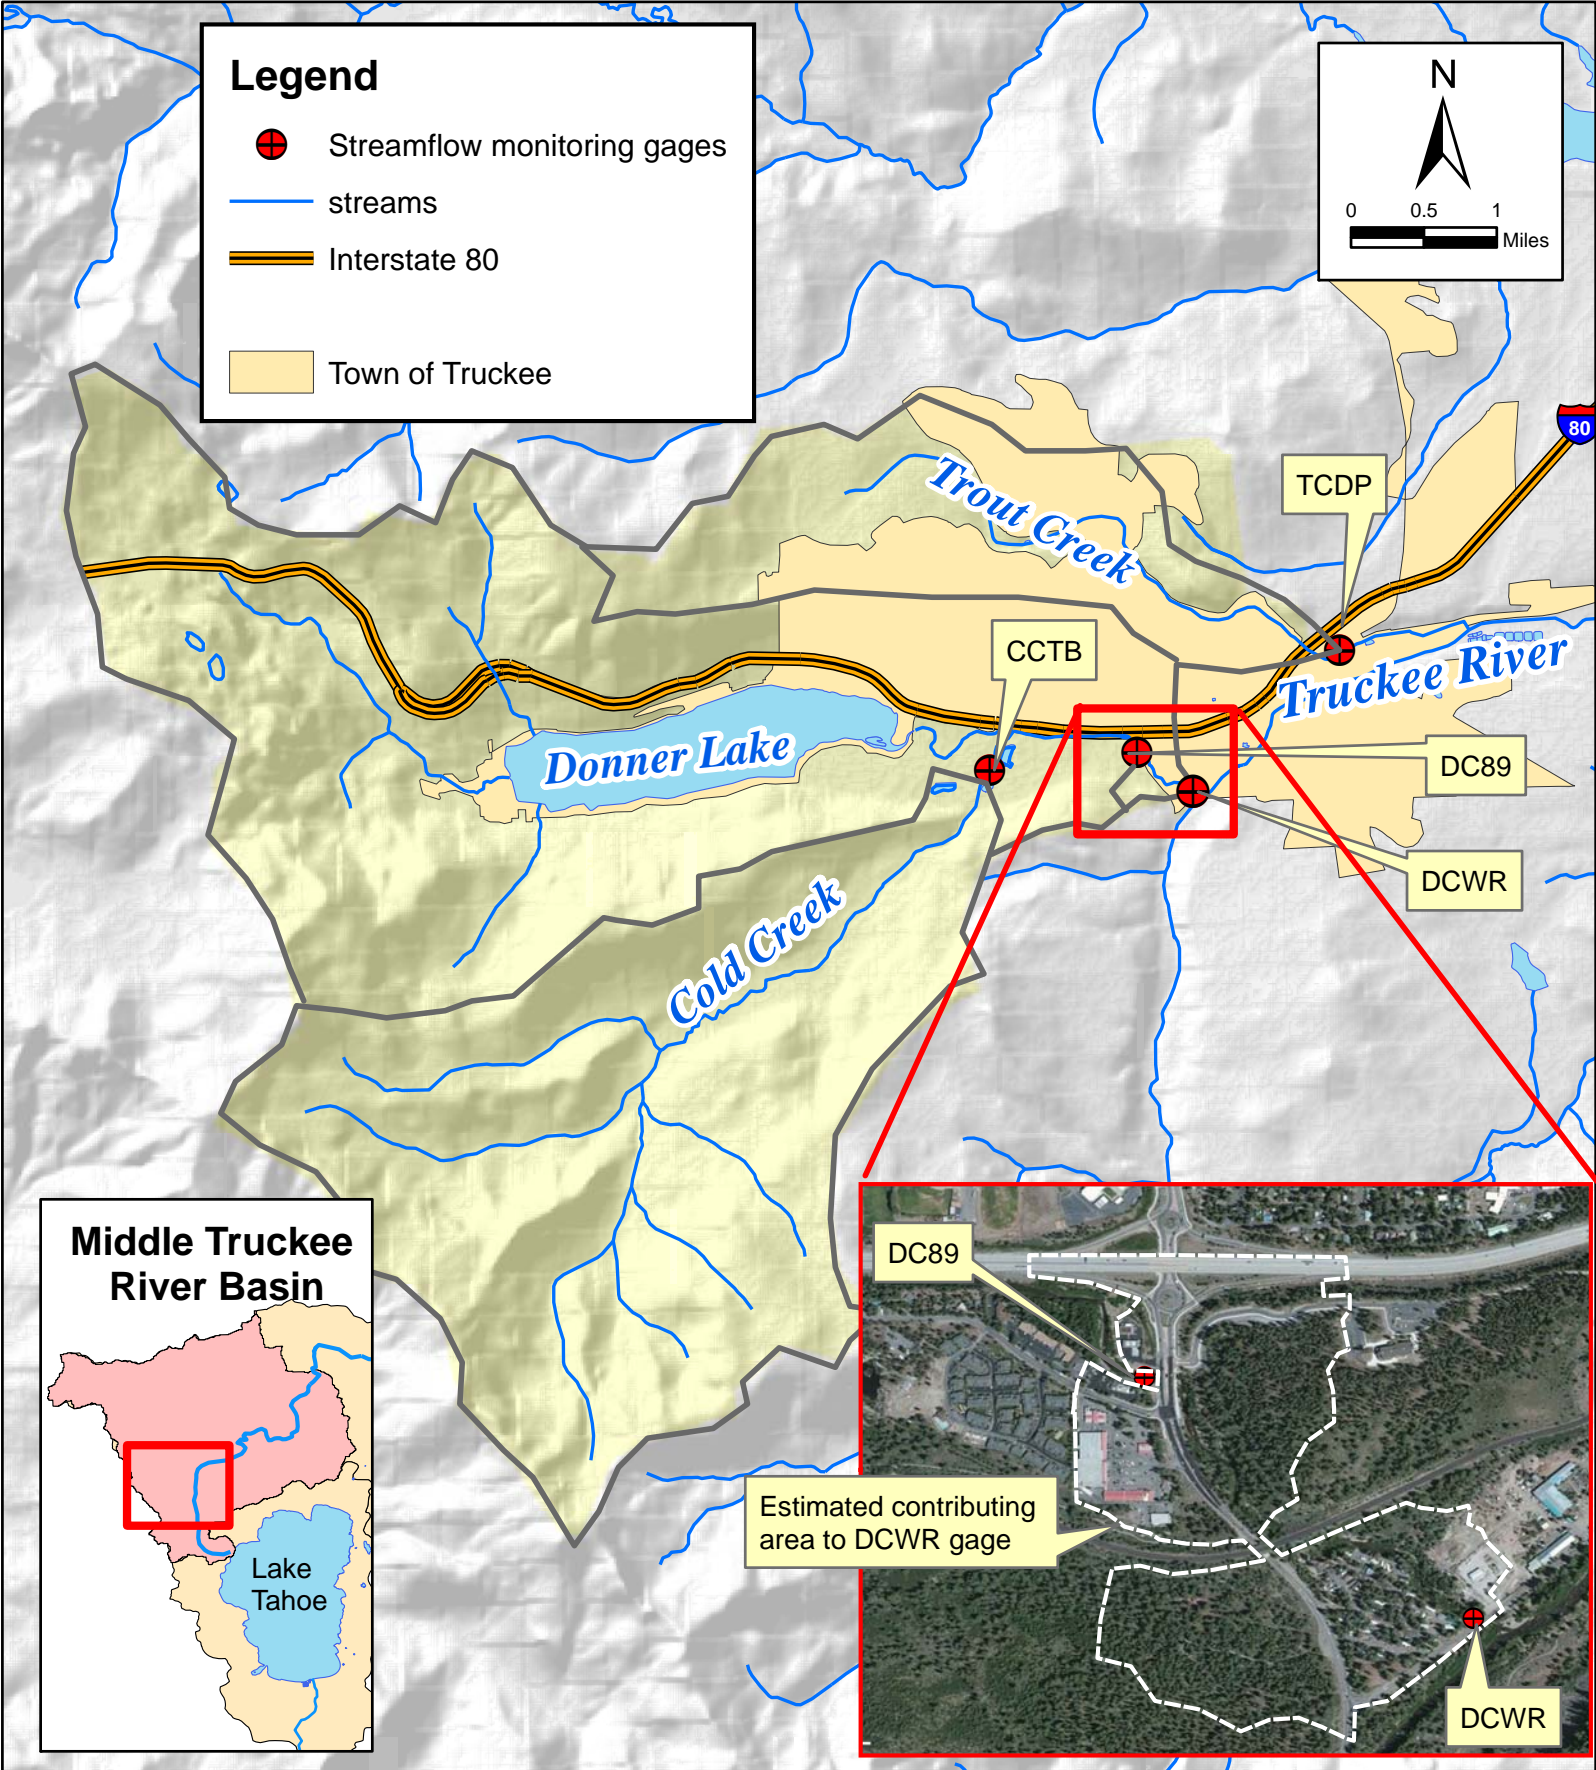 Legend
Streamflow monitoring gages
streams
Interstate 80
Town of Truckee
N
0 0.5 1
Miles
80
TCDP
Trout Creek
CCTB
Truckee River
Donner Lake
DC89
DCWR
Cold Creek
Middle Truckee
River Basin
Lake
Tahoe
DC89
Estimated contributing
area to DCWR gage
DCWR